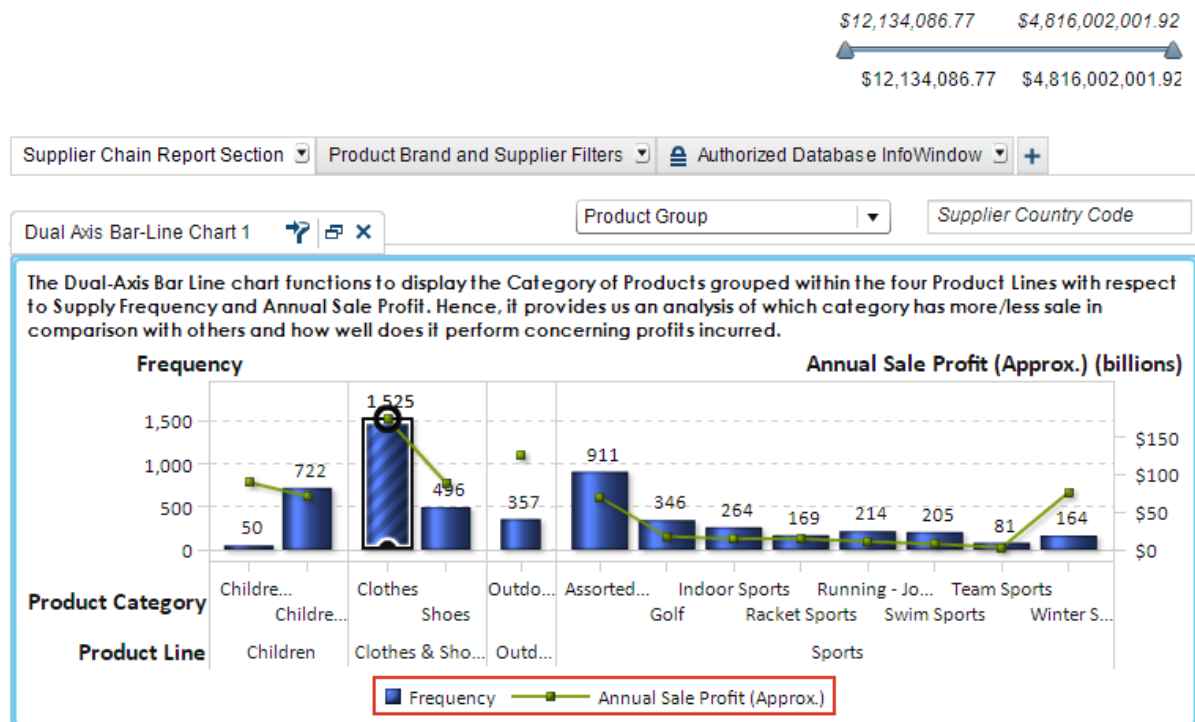 $12,134,086.77 $4,816,002,001.92
$12,134,086.77 $4,816,002,001.92
Supplier Chain Report Section Product Brand and Supplier Filters Authorized Database InfoWindow +
Dual Axis Bar-Line Chart 1 Product Group Supplier Country Code
The Dual-Axis Bar Line chart functions to display the Category of Products grouped within the four Product Lines with respect
to Supply Frequency and Annual Sale Profit. Hence, it provides us an analysis of which category has more/less sale in
comparison with others and how well does it perform concerning profits incurred.
Frequency Annual Sale Profit (Approx.) (billions)
1,525
1,500
$150
911
1,000 722 $100
496
500 50 357 346 264 169 214 205 81 164 $50
0 $0
Childre... Clothes Outdo... Assorted... Indoor Sports Running - Jo... Team Sports
Product Category
Childre... Shoes Golf Racket Sports Swim Sports Winter S...
Product Line Children Clothes & Sho... Outd... Sports
Frequency Annual Sale Profit (Approx.)